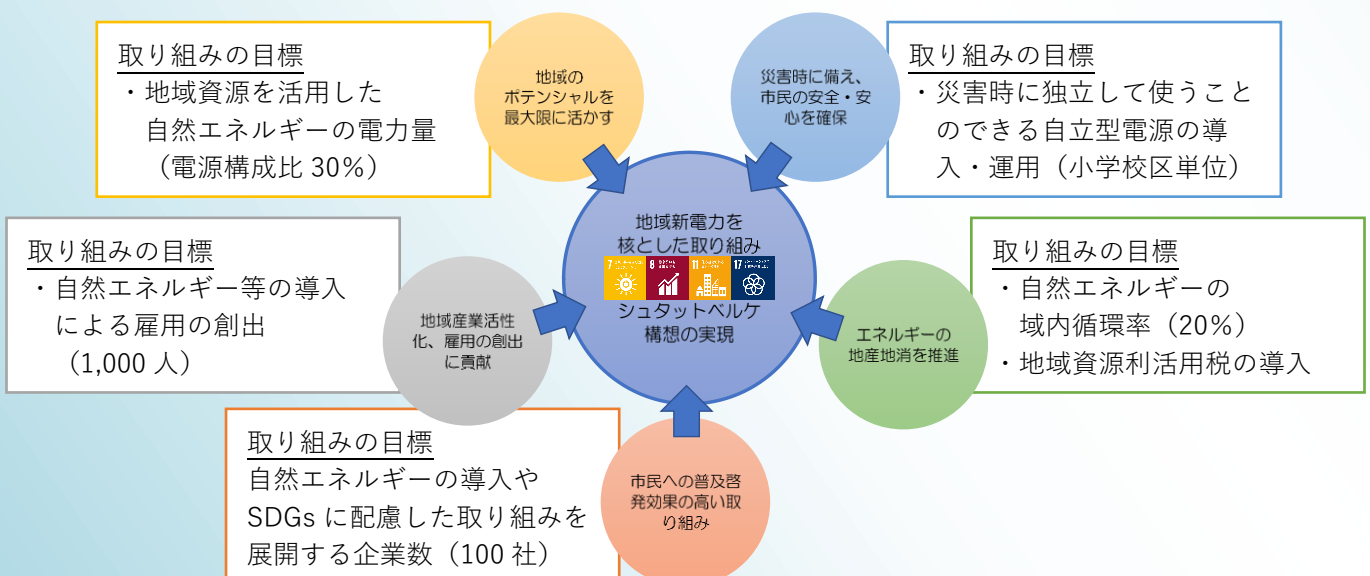 取り組みの目標
・地域資源を活用した
自然エネルギーの電力量
(電源構成比 30%)
地域の
ポテンシャルを
最大限に活かす
災害時に備え、
市民の安全・安
心を確保
取り組みの目標
・災害時に独立して使うこと
のできる自立型電源の導
入・運用(小学校区単位)
取り組みの目標
・自然エネルギー等の導入
による雇用の創出
(1,000 人)
地域産業活性
化、雇用の創出
に貢献
地域新電力を
核とした取り組み
7 8 11 17
シュタットベルケ
構想の実現
エネルギーの
地産地消を推進
取り組みの目標
・自然エネルギーの
域内循環率(20%)
・地域資源利活用税の導入
取り組みの目標
自然エネルギーの導入や
SDGs に配慮した取り組みを
展開する企業数(100 社)
市民への普及啓
発効果の高い取
り組み